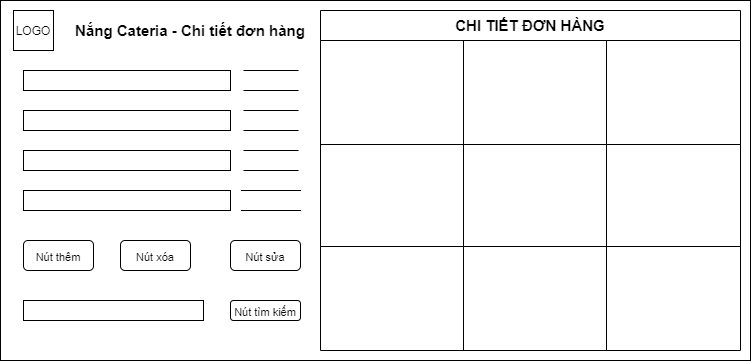 LOGO
Nắng Cateria - Chi tiết đơn hàng
CHI TIẾT ĐƠN HÀNG
Nút thêm
Nút xóa
Nút sửa
Nút tìm kiếm